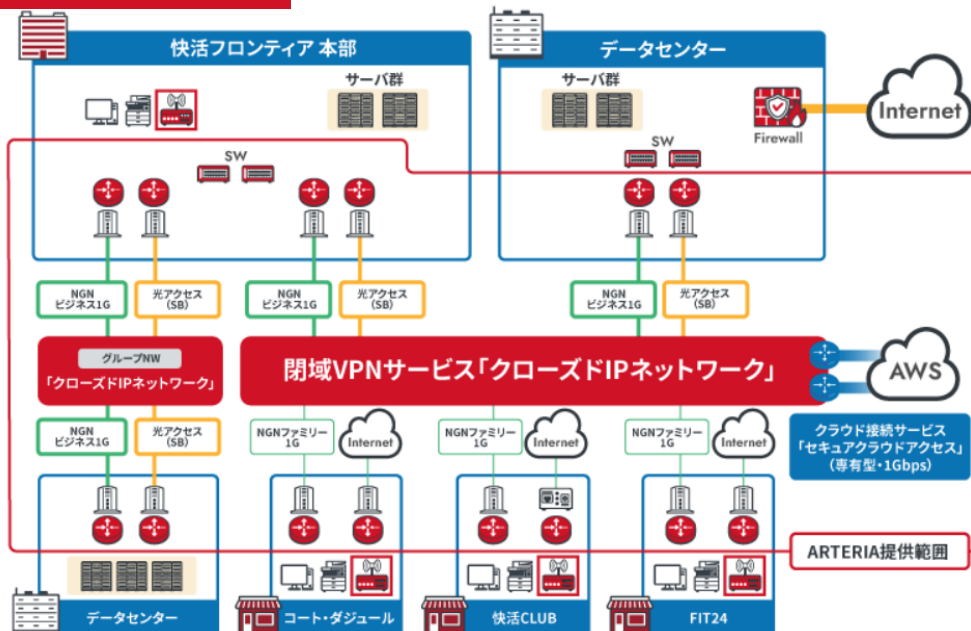 快活フロンティア 本部
データセンター
サーバ群
サーバ群
Internet
Firewall
SW
SW
NGN
ビジネス1G
光アクセス
(SB)
NGN
ビジネス1G
光アクセス
(SB)
NGN
ビジネス1G
光アクセス
(SB)
グループNW
「クローズドIPネットワーク」
閉域VPNサービス「クローズドIPネットワーク」
AWS
NGN
ビジネス1G
光アクセス
(SB)
NGNファミリー
1G
Internet
NGNファミリー
1G
Internet
NGNファミリー
1G
Internet
クラウド接続サービス
「セキュアクラウドアクセス」
(専有型・1Gbps)
ARTERIA提供範囲
データセンター
コート・ダジュール
快活CLUB
FIT24